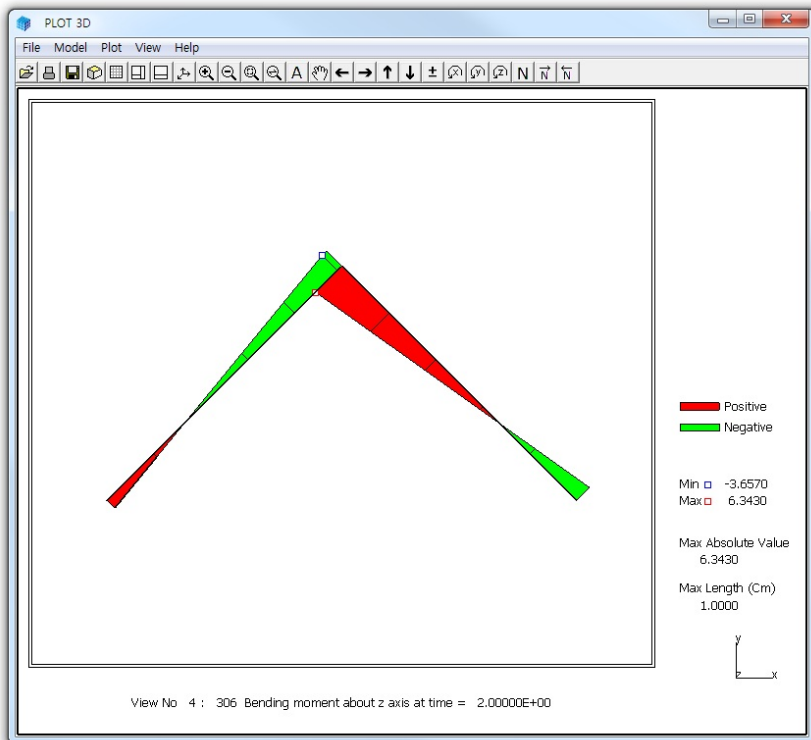 PLOT 3D
File Model Plot View Help
A ± x y z N N N
Positive
Negative
Min -3.6570
Max 6.3430
Max Absolute Value
6.3430
Max Length (Cm)
1.0000
y
z x
View No 4 : 306 Bending moment about z axis at time = 2.00000E+00